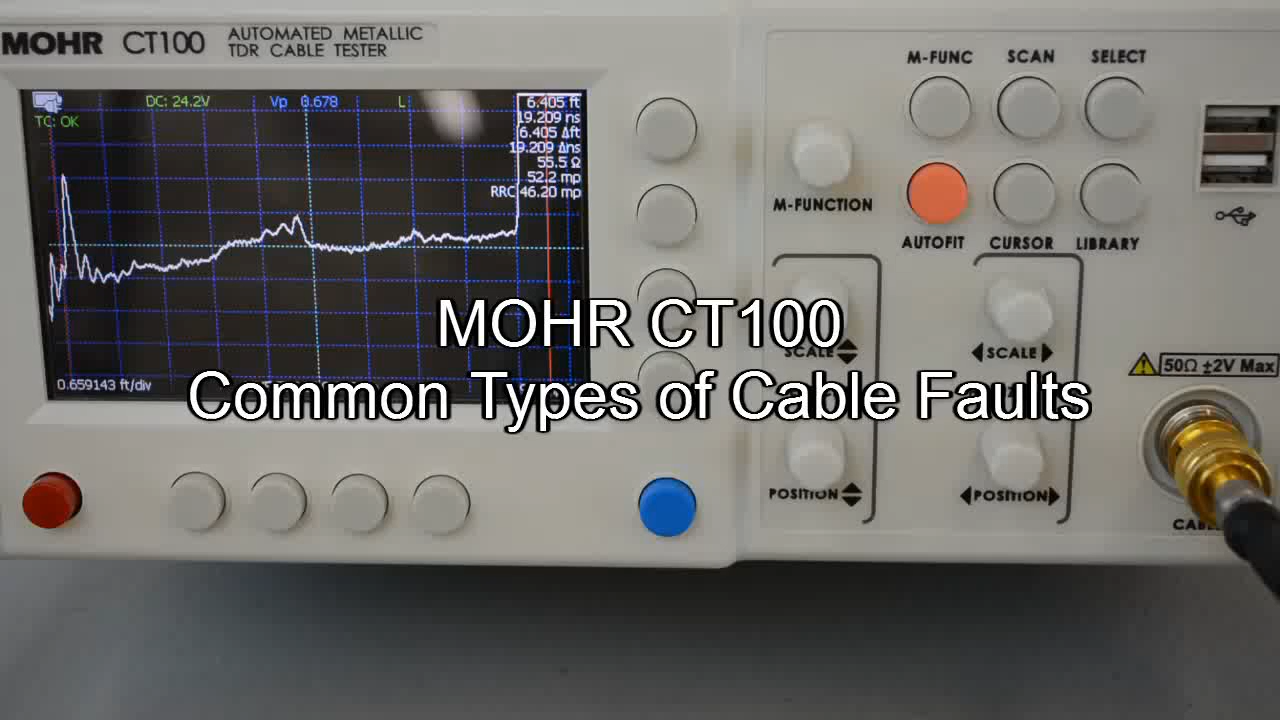 MOHR CT100 AUTOMATED METALLIC
TDR CABLE TESTER
DC: 24.2V Vp 0.678 L 6.405 ft
TC: OK
19.209 ns
6.405 Δft
19.209 Δns
55.5 Ω
52.2 mp
RRC 46.20 mp
0.659143 ft/div
M-FUNC SCAN SELECT
M-FUNCTION
AUTOFIT CURSOR LIBRARY
SCALE
SCALE
POSITION
POSITION
50Ω ±2V Max
MOHR CT100
Common Types of Cable Faults